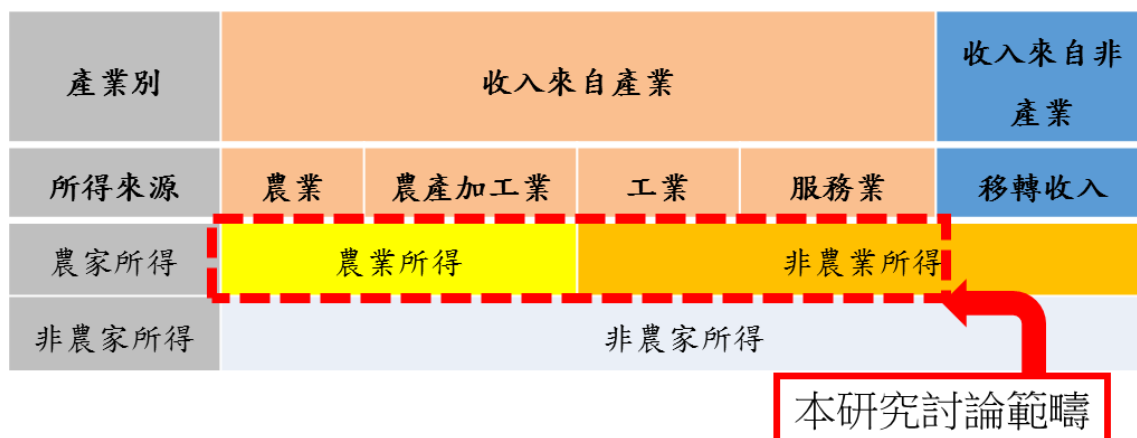 產業別
收入來自產業
收入來自非
產業
所得來源
農業
農產加工業
工業
服務業
移轉收入
農家所得
農業所得
非農業所得
非農家所得
非農家所得
本研究討論範疇